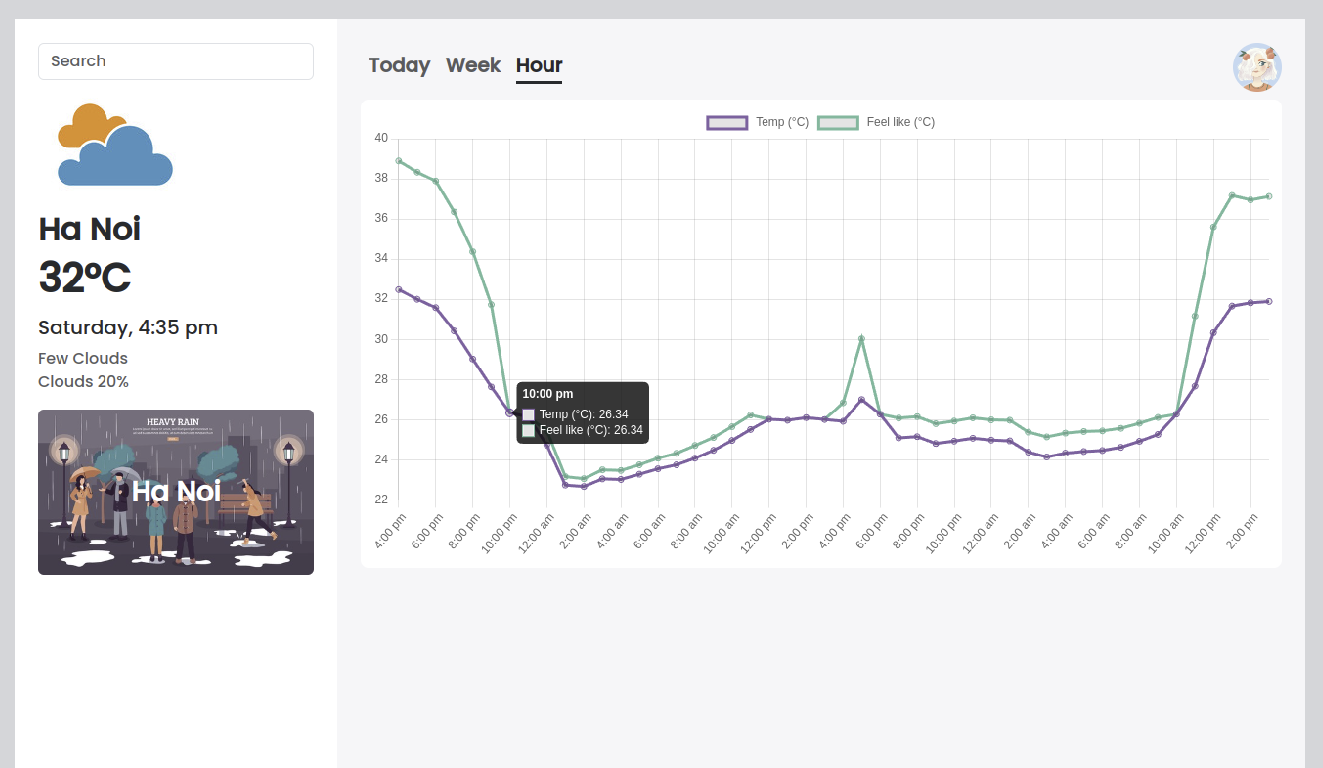 Search
Ha Noi
32°C
Saturday, 4:35 pm
Few Clouds
Clouds 20%
HEAVY RAIN
Ha Noi
Today Week Hour
Temp (°C) Feel like (°C)
40
38
36
34
32
30
28
26
24
22
10:00 pm
Temp (°C): 26.34
Feel like (°C): 26.34
4:00 pm 6:00 pm 8:00 pm 10:00 pm 12:00 am 2:00 am 4:00 am 6:00 am 8:00 am 10:00 am 12:00 pm 2:00 pm 4:00 pm 6:00 pm 8:00 pm 10:00 pm 12:00 am 2:00 am 4:00 am 6:00 am 8:00 am 10:00 am 12:00 pm 2:00 pm